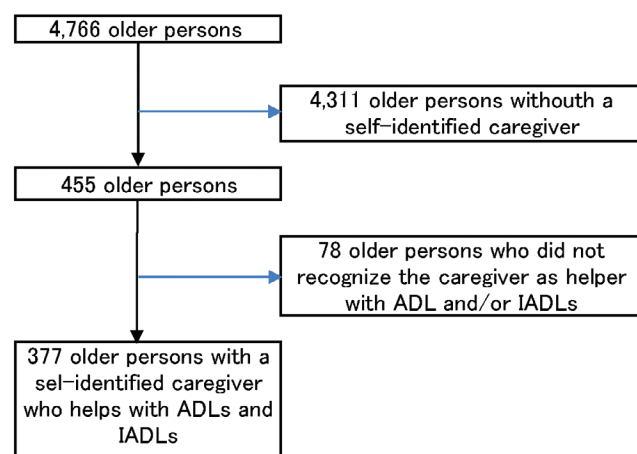 4,766 older persons
4,311 older persons withouth a
self-identified caregiver
455 older persons
78 older persons who did not
recognize the caregiver as helper
with ADL and/or IADLs
377 older persons with a
sel-identified caregiver
who helps with ADLs and
IADLs